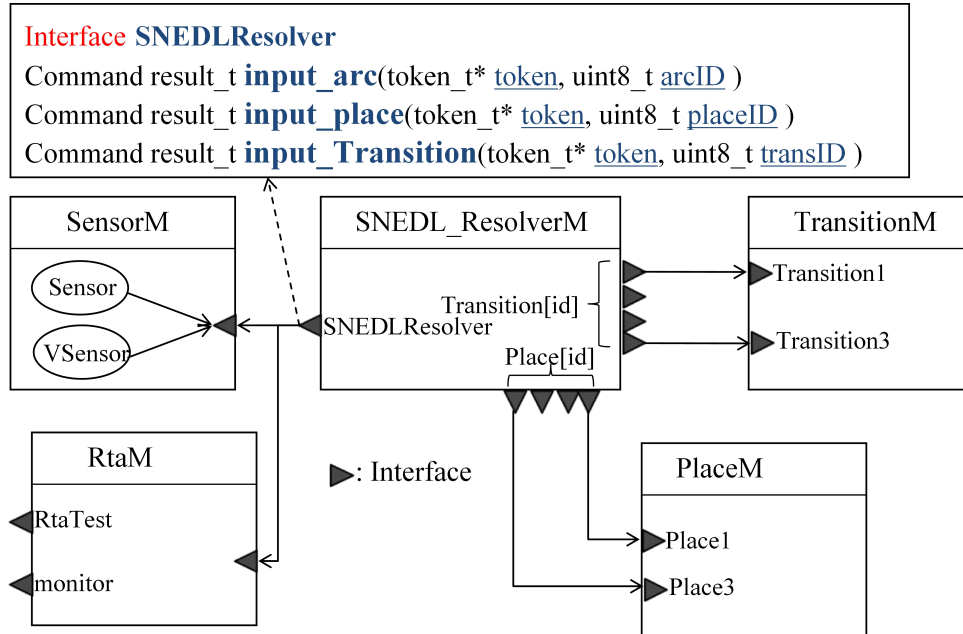 Interface SNEDLResolver
Command result_t input_arc(token_t* token, uint8_t arcID )
Command result_t input_place(token_t* token, uint8_t placeID )
Command result_t input_Transition(token_t* token, uint8_t transID )
SensorM
Sensor
VSensor
SNEDL_ResolverM
Transition[id]
SNEDLResolver
Place[id]
TransitionM
Transition1
Transition3
RtaM
RtaTest
monitor
: Interface
PlaceM
Place1
Place3